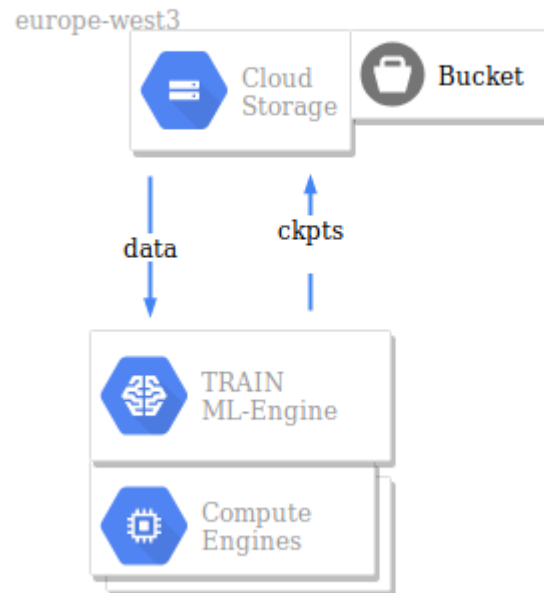 europe-west3
Cloud
Storage
Bucket
data
ckpts
TRAIN
ML-Engine
Compute
Engines